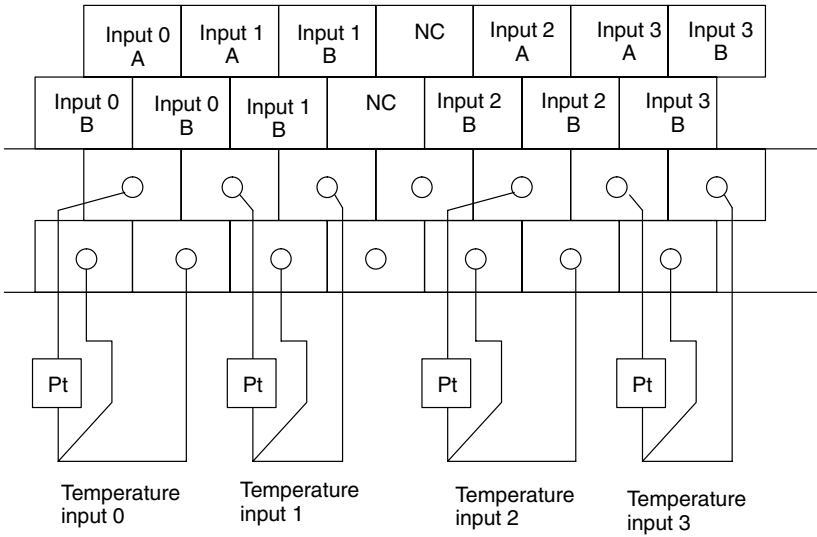 Input 0 Input 1 Input 1 NC Input 2 Input 3 Input 3
A A B A A B
Input 0 Input 0 Input 1 NC Input 2 Input 2 Input 3
B B B B B B
Pt Pt Pt Pt
Temperature Temperature Temperature Temperature
input 0 input 1 input 2 input 3